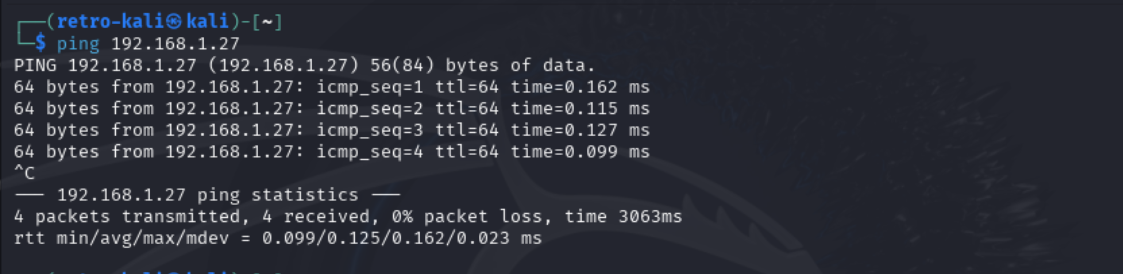 ┌──(retro-kali㉿kali)-[~]
└─$ ping 192.168.1.27
PING 192.168.1.27 (192.168.1.27) 56(84) bytes of data.
64 bytes from 192.168.1.27: icmp_seq=1 ttl=64 time=0.162 ms
64 bytes from 192.168.1.27: icmp_seq=2 ttl=64 time=0.115 ms
64 bytes from 192.168.1.27: icmp_seq=3 ttl=64 time=0.127 ms
64 bytes from 192.168.1.27: icmp_seq=4 ttl=64 time=0.099 ms
^C
--- 192.168.1.27 ping statistics ---
4 packets transmitted, 4 received, 0% packet loss, time 3063ms
rtt min/avg/max/mdev = 0.099/0.125/0.162/0.023 ms